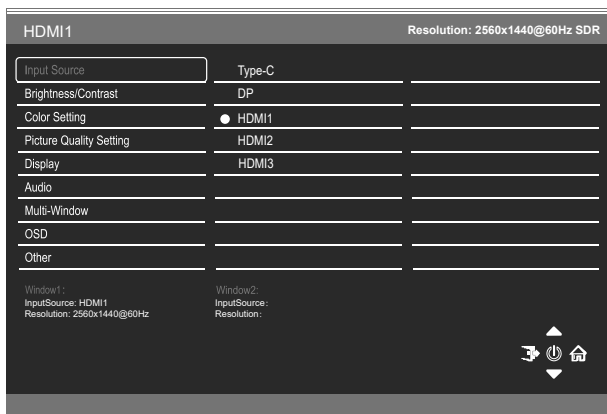 HDMI1 Resolution: 2560x1440@60Hz SDR
Input Source Type-C
Brightness/Contrast DP
Color Setting HDMI1
Picture Quality Setting HDMI2
Display HDMI3
Audio
Multi-Window
OSD
Other
Window1: Window2:
InputSource: HDMI1 InputSource:
Resolution: 2560x1440@60Hz Resolution: